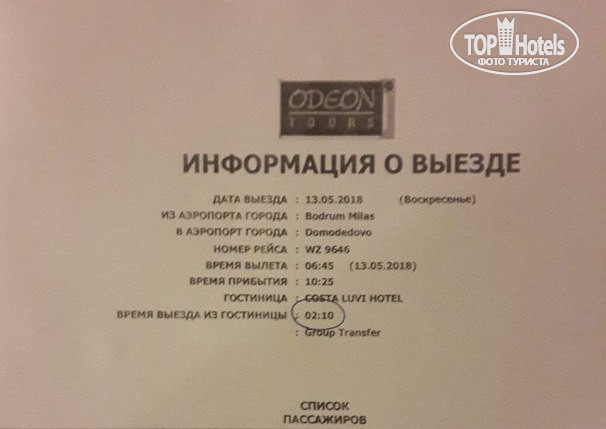 TOP Hotels
ФОТО ТУРИСТА
ODEON
TOURS
ИНФОРМАЦИЯ О ВЫЕЗДЕ
ДАТА ВЫЕЗДА : 13.05.2018 (Воскресенье)
ИЗ АЭРОПОРТА ГОРОДА : Bodrum Milas
В АЭРОПОРТ ГОРОДА : Domodedovo
НОМЕР РЕЙСА : WZ 9646
ВРЕМЯ ВЫЛЕТА : 06:45 (13.05.2018)
ВРЕМЯ ПРИБЫТИЯ : 10:25
ГОСТИНИЦА : COSTA LUVI HOTEL
ВРЕМЯ ВЫЕЗДА ИЗ ГОСТИНИЦЫ : 02:10
: Group Transfer
СПИСОК
ПАССАЖИРОВ